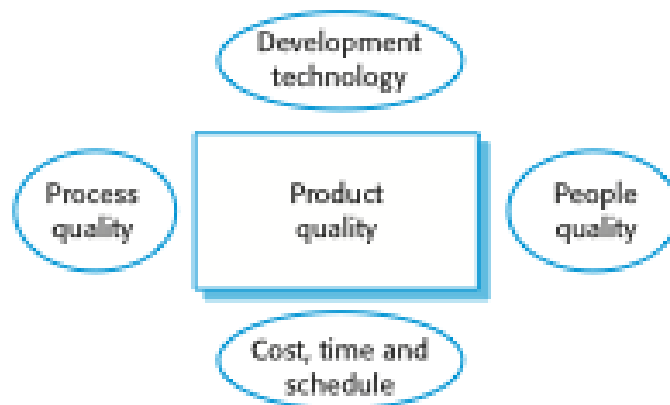 Development
technology
Process
quality
Product
quality
People
quality
Cost, time and
schedule